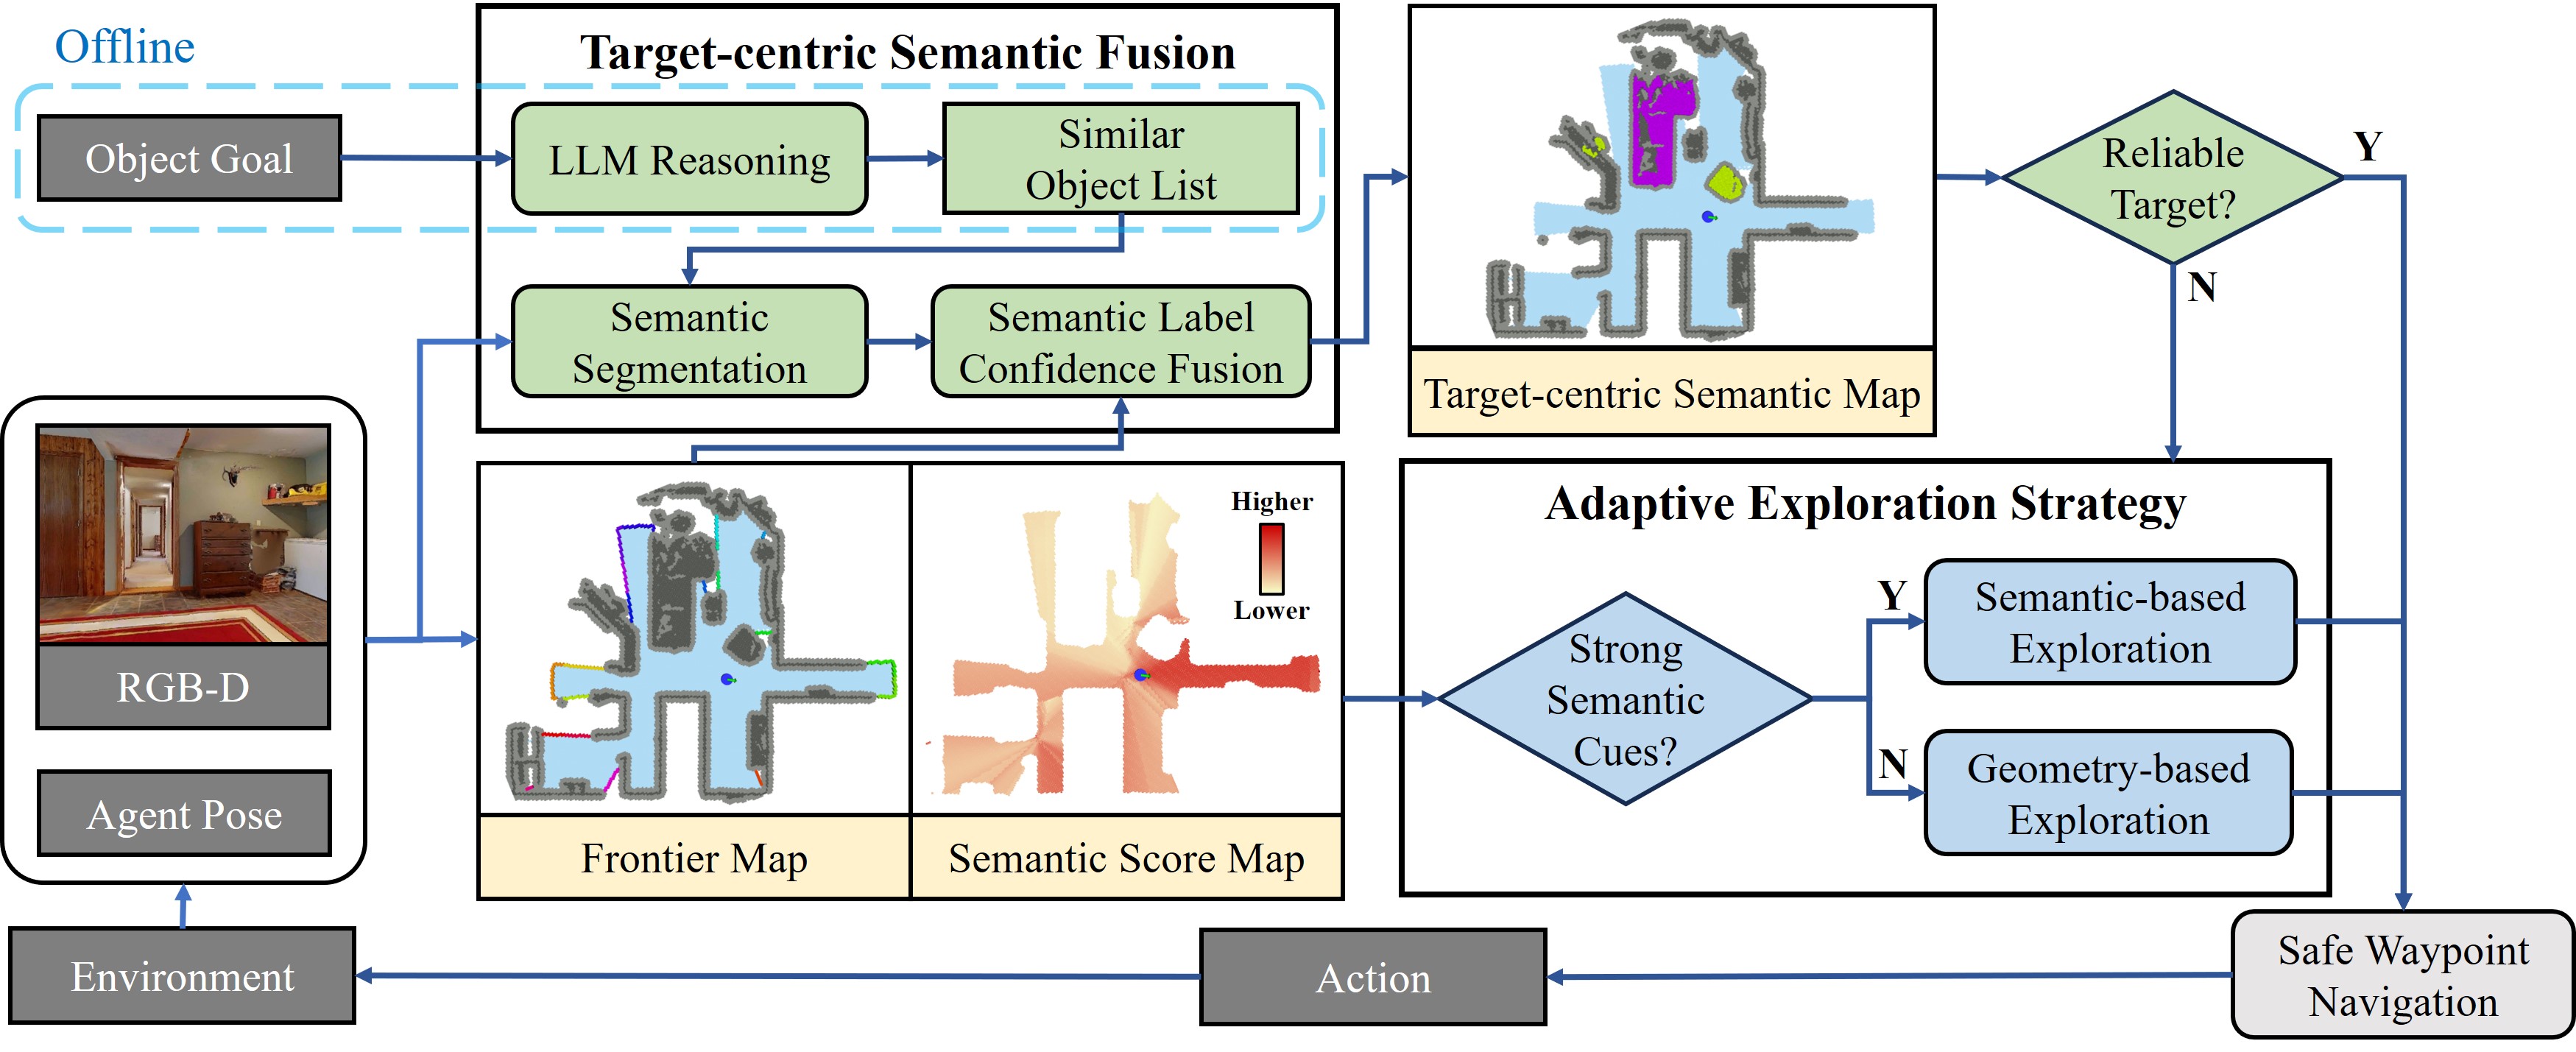 Offline
Target-centric Semantic Fusion
Object Goal
LLM Reasoning
Similar
Object List
Semantic
Segmentation
Semantic Label
Confidence Fusion
Target-centric Semantic Map
Reliable
Target?
Y
N
RGB-D
Agent Pose
Higher
Lower
Frontier Map
Semantic Score Map
Adaptive Exploration Strategy
Strong
Semantic
Cues?
Y
N
Semantic-based
Exploration
Geometry-based
Exploration
Environment
Action
Safe Waypoint
Navigation